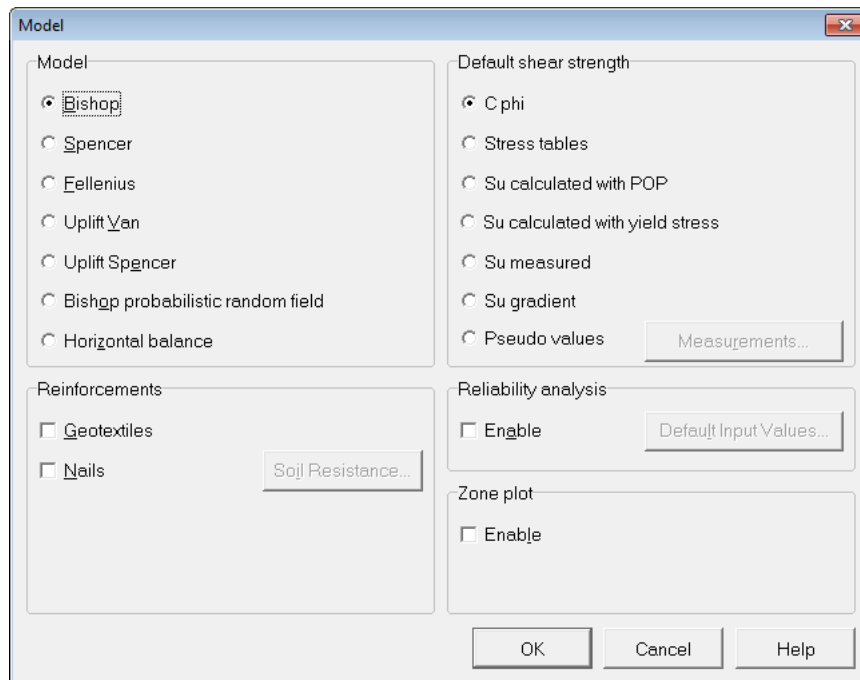 Model
Model
Bishop
Spencer
Fellenius
Uplift Van
Uplift Spencer
Bishop probabilistic random field
Horizontal balance
Default shear strength
C phi
Stress tables
Su calculated with POP
Su calculated with yield stress
Su measured
Su gradient
Pseudo values
Measurements...
Reinforcements
Geotextiles
Nails
Soil Resistance...
Reliability analysis
Enable
Default Input Values...
Zone plot
Enable
OK
Cancel
Help